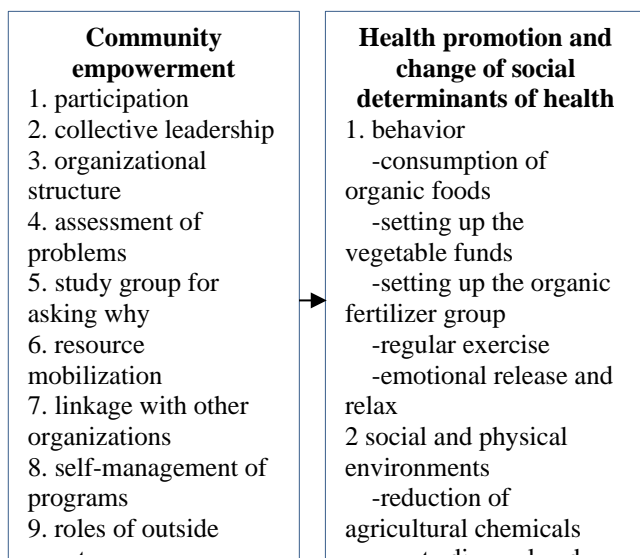 Community
empowerment
1. participation
2. collective leadership
3. organizational
structure
4. assessment of
problems
5. study group for
asking why
6. resource
mobilization
7. linkage with other
organizations
8. self-management of
programs
9. roles of outside
Health promotion and
change of social
determinants of health
1. behavior
-consumption of
organic foods
-setting up the
vegetable funds
-setting up the organic
fertilizer group
-regular exercise
-emotional release and
relax
2 social and physical
environments
-reduction of
agricultural chemicals